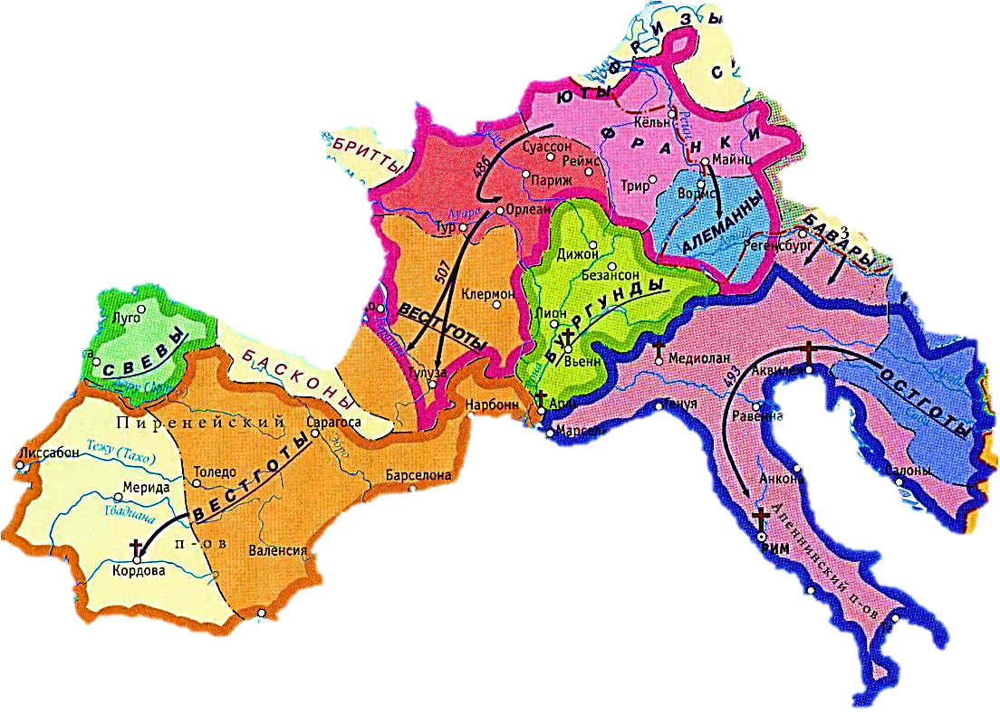 ФРИЗЫ
ЮТЫ
Кёльн
Рейн
ФРАНКИ
БРИТТЫ
Суассон
Реймс
486
Париж
Майнц
Трир
Вормс
Луара
Орлеан
Тур
АЛЕМАННЫ
БАВАРЫ
Регенсбург
Дижон
Безансон
507
Клермон
БУРГУНДЫ
Лион
ВЕСТГОТЫ
Вьенн
Луго
СВЕВЫ
БАСКОНЫ
Тулуза
Медиолан
Аквилея
493
ОСТГОТЫ
Нарбонн
Генуя
Равенна
Марсель
Пиренейский
Сарагоса
Эбро
Лиссабон
Тежу (Тахо)
Толедо
ВЕСТГОТЫ
Барселона
Анкона
Салоны
Мерида
Гвадиана
п-ов
Валенсия
Кордова
РИМ
Апеннинский п-ов